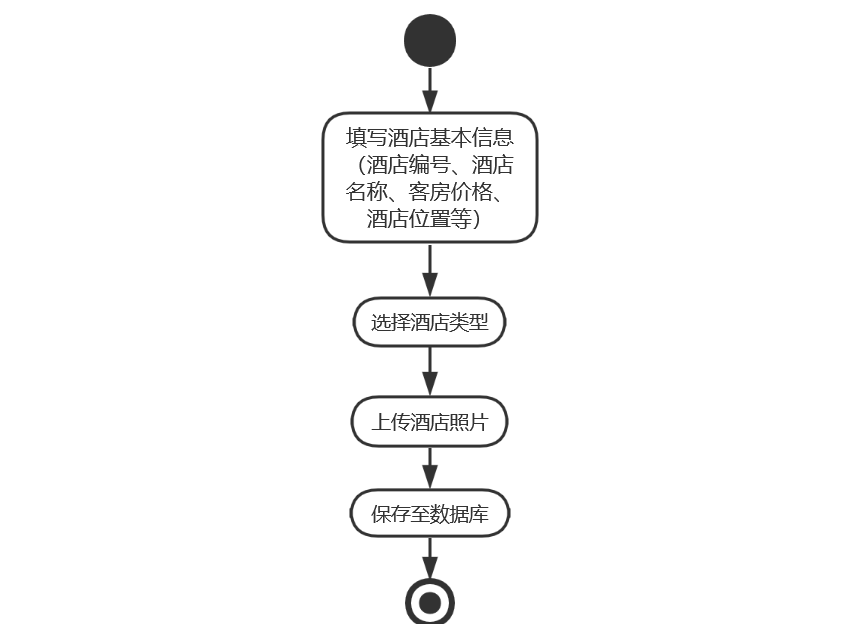 填写酒店基本信息
（酒店编号、酒店
名称、客房价格、
酒店位置等）
选择酒店类型
上传酒店照片
保存至数据库